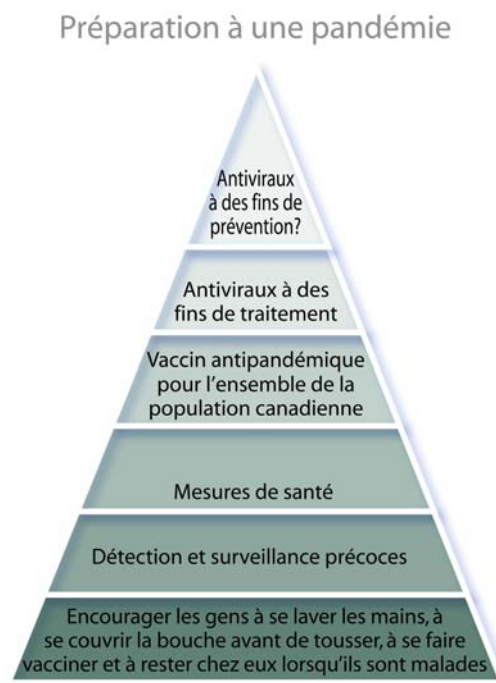 Préparation à une pandémie
Antiviraux
à des fins de
prévention?
Antiviraux à des
fins de traitement
Vaccin antipandémique
pour l'ensemble de la
population canadienne
Mesures de santé
Détection et surveillance précoces
Encourager les gens à se laver les mains, à
se couvrir la bouche avant de tousser, à se faire
vacciner et à rester chez eux lorsqu'ils sont malades